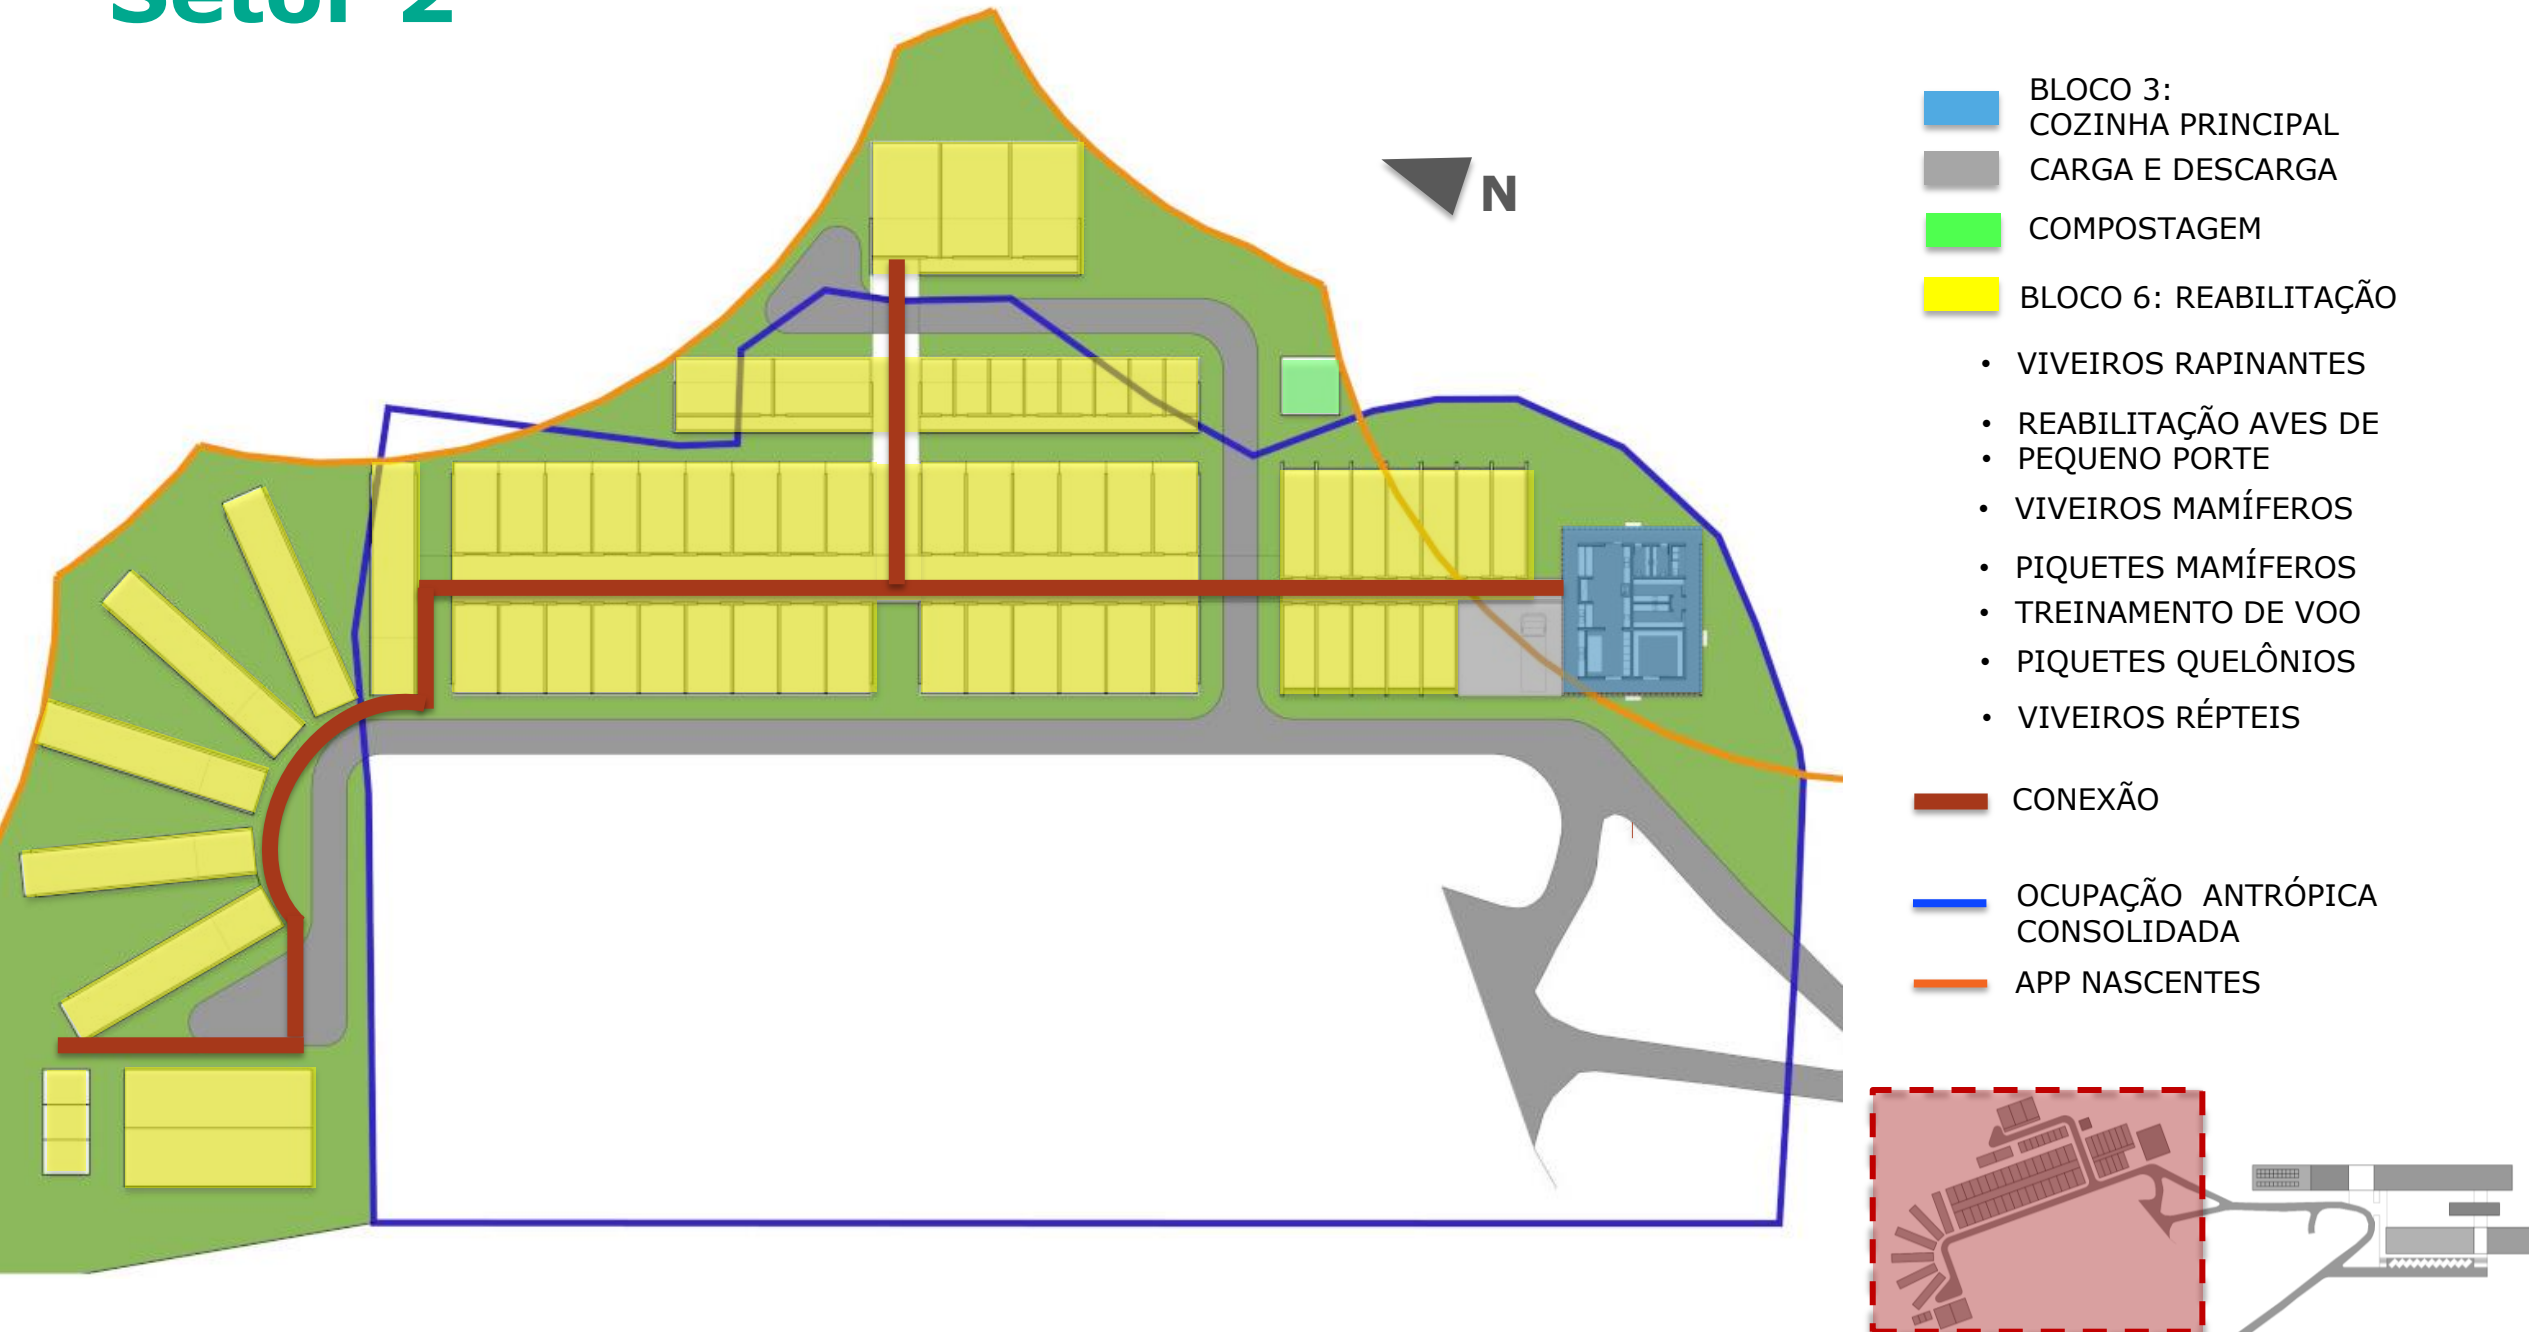 Setor 2
N
BLOCO 3:
COZINHA PRINCIPAL
CARGA E DESCARGA
COMPOSTAGEM
BLOCO 6: REABILITAÇÃO
• VIVEIROS RAPINANTES
• REABILITAÇÃO AVES DE
• PEQUENO PORTE
• VIVEIROS MAMÍFEROS
• PIQUETES MAMÍFEROS
• TREINAMENTO DE VOO
• PIQUETES QUELÔNIOS
• VIVEIROS RÉPTEIS
CONEXÃO
OCUPAÇÃO ANTRÓPICA
CONSOLIDADA
APP NASCENTES